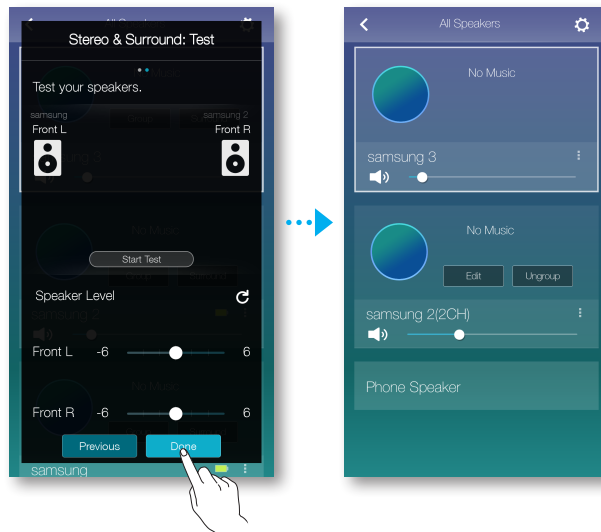 Stereo & Surround: Test
Test your speakers.
samsung
samsung 2
Front L
Front R
Start Test
Speaker Level
Front L -6 6
Front R -6 6
Previous
Done
samsung
All Speakers
No Music
samsung 3
No Music
Edit
Ungroup
samsung 2(2CH)
Phone Speaker